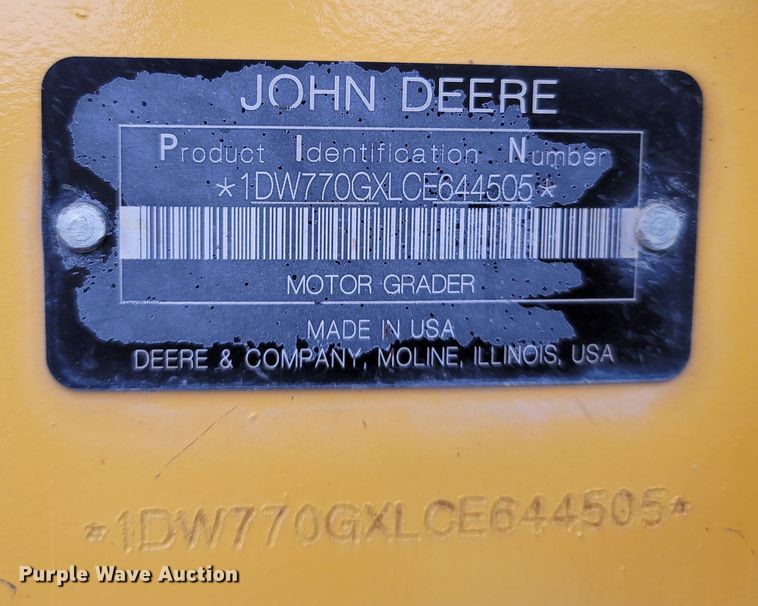 JOHN DEERE
Product Identification Number
*1DW770GXLCE644505*
MOTOR GRADER
MADE IN USA
DEERE & COMPANY, MOLINE, ILLINOIS, USA
*1DW770GXLCE644505*
Purple Wave Auction